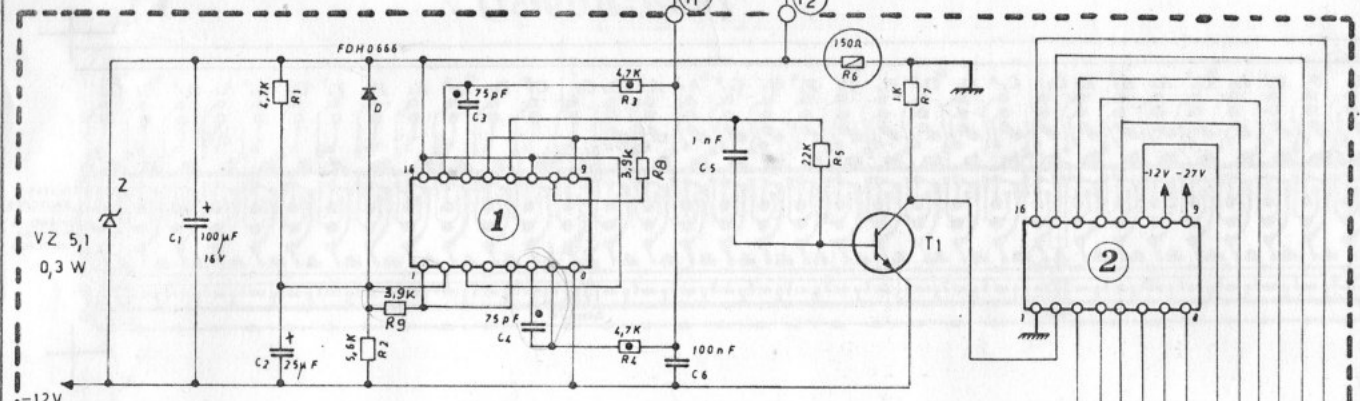 11 12
FDH0666
150Ω
R6
4,7K
R1
D
75pF
C3
4,7K
R3
1K
R7
1 nF
C5
22K
R5
3,9K
R8
16 9
1
1 8
Z
VZ 5,1
0,3 W
C1
100µF
16V
T1
-12V -27V
16 9
2
1 8
3,9K
R9
75pF
C4
4,7K
R4
100nF
C6
C2
25µF
5,6K
R2
-12V